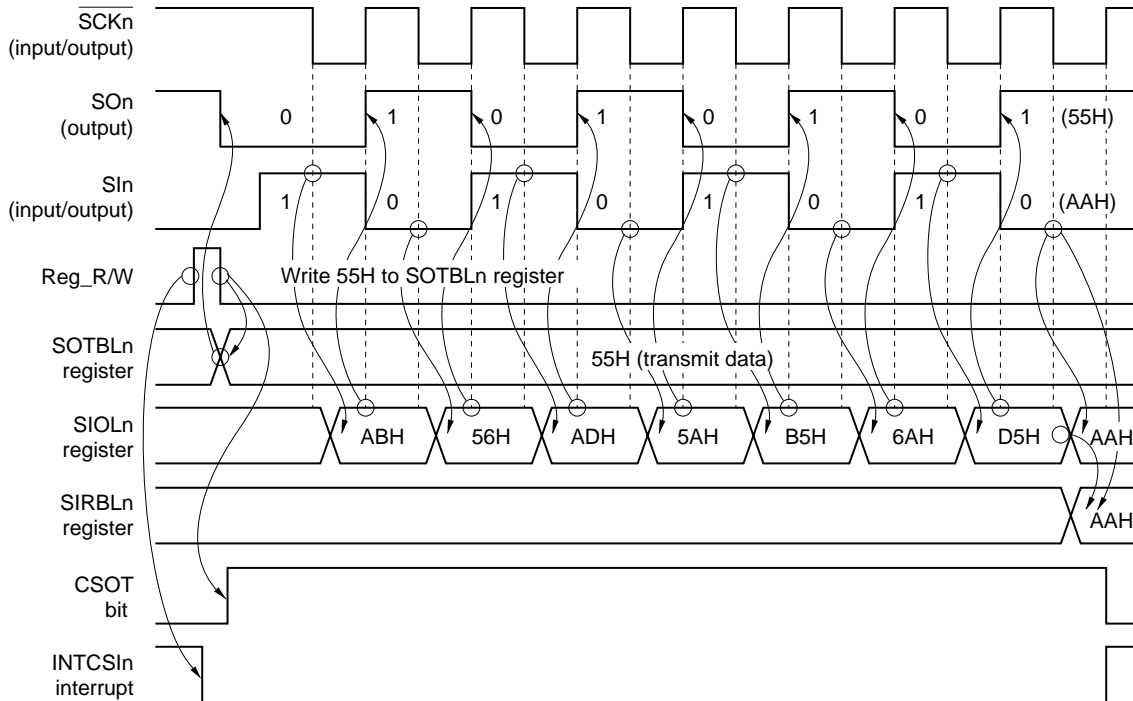 SCKn
(input/output)
SOn
(output)
0 1 0 1 0 1 0 1 (55H)
SIn
(input/output)
1 0 1 0 1 0 1 0 (AAH)
Reg_R/W
Write 55H to SOTBLn register
SOTBLn
register
55H (transmit data)
SIOLn
register
ABH 56H ADH 5AH B5H 6AH D5H AAH
SIRBLn
register
AAH
CSOT
bit
INTCSIn
interrupt